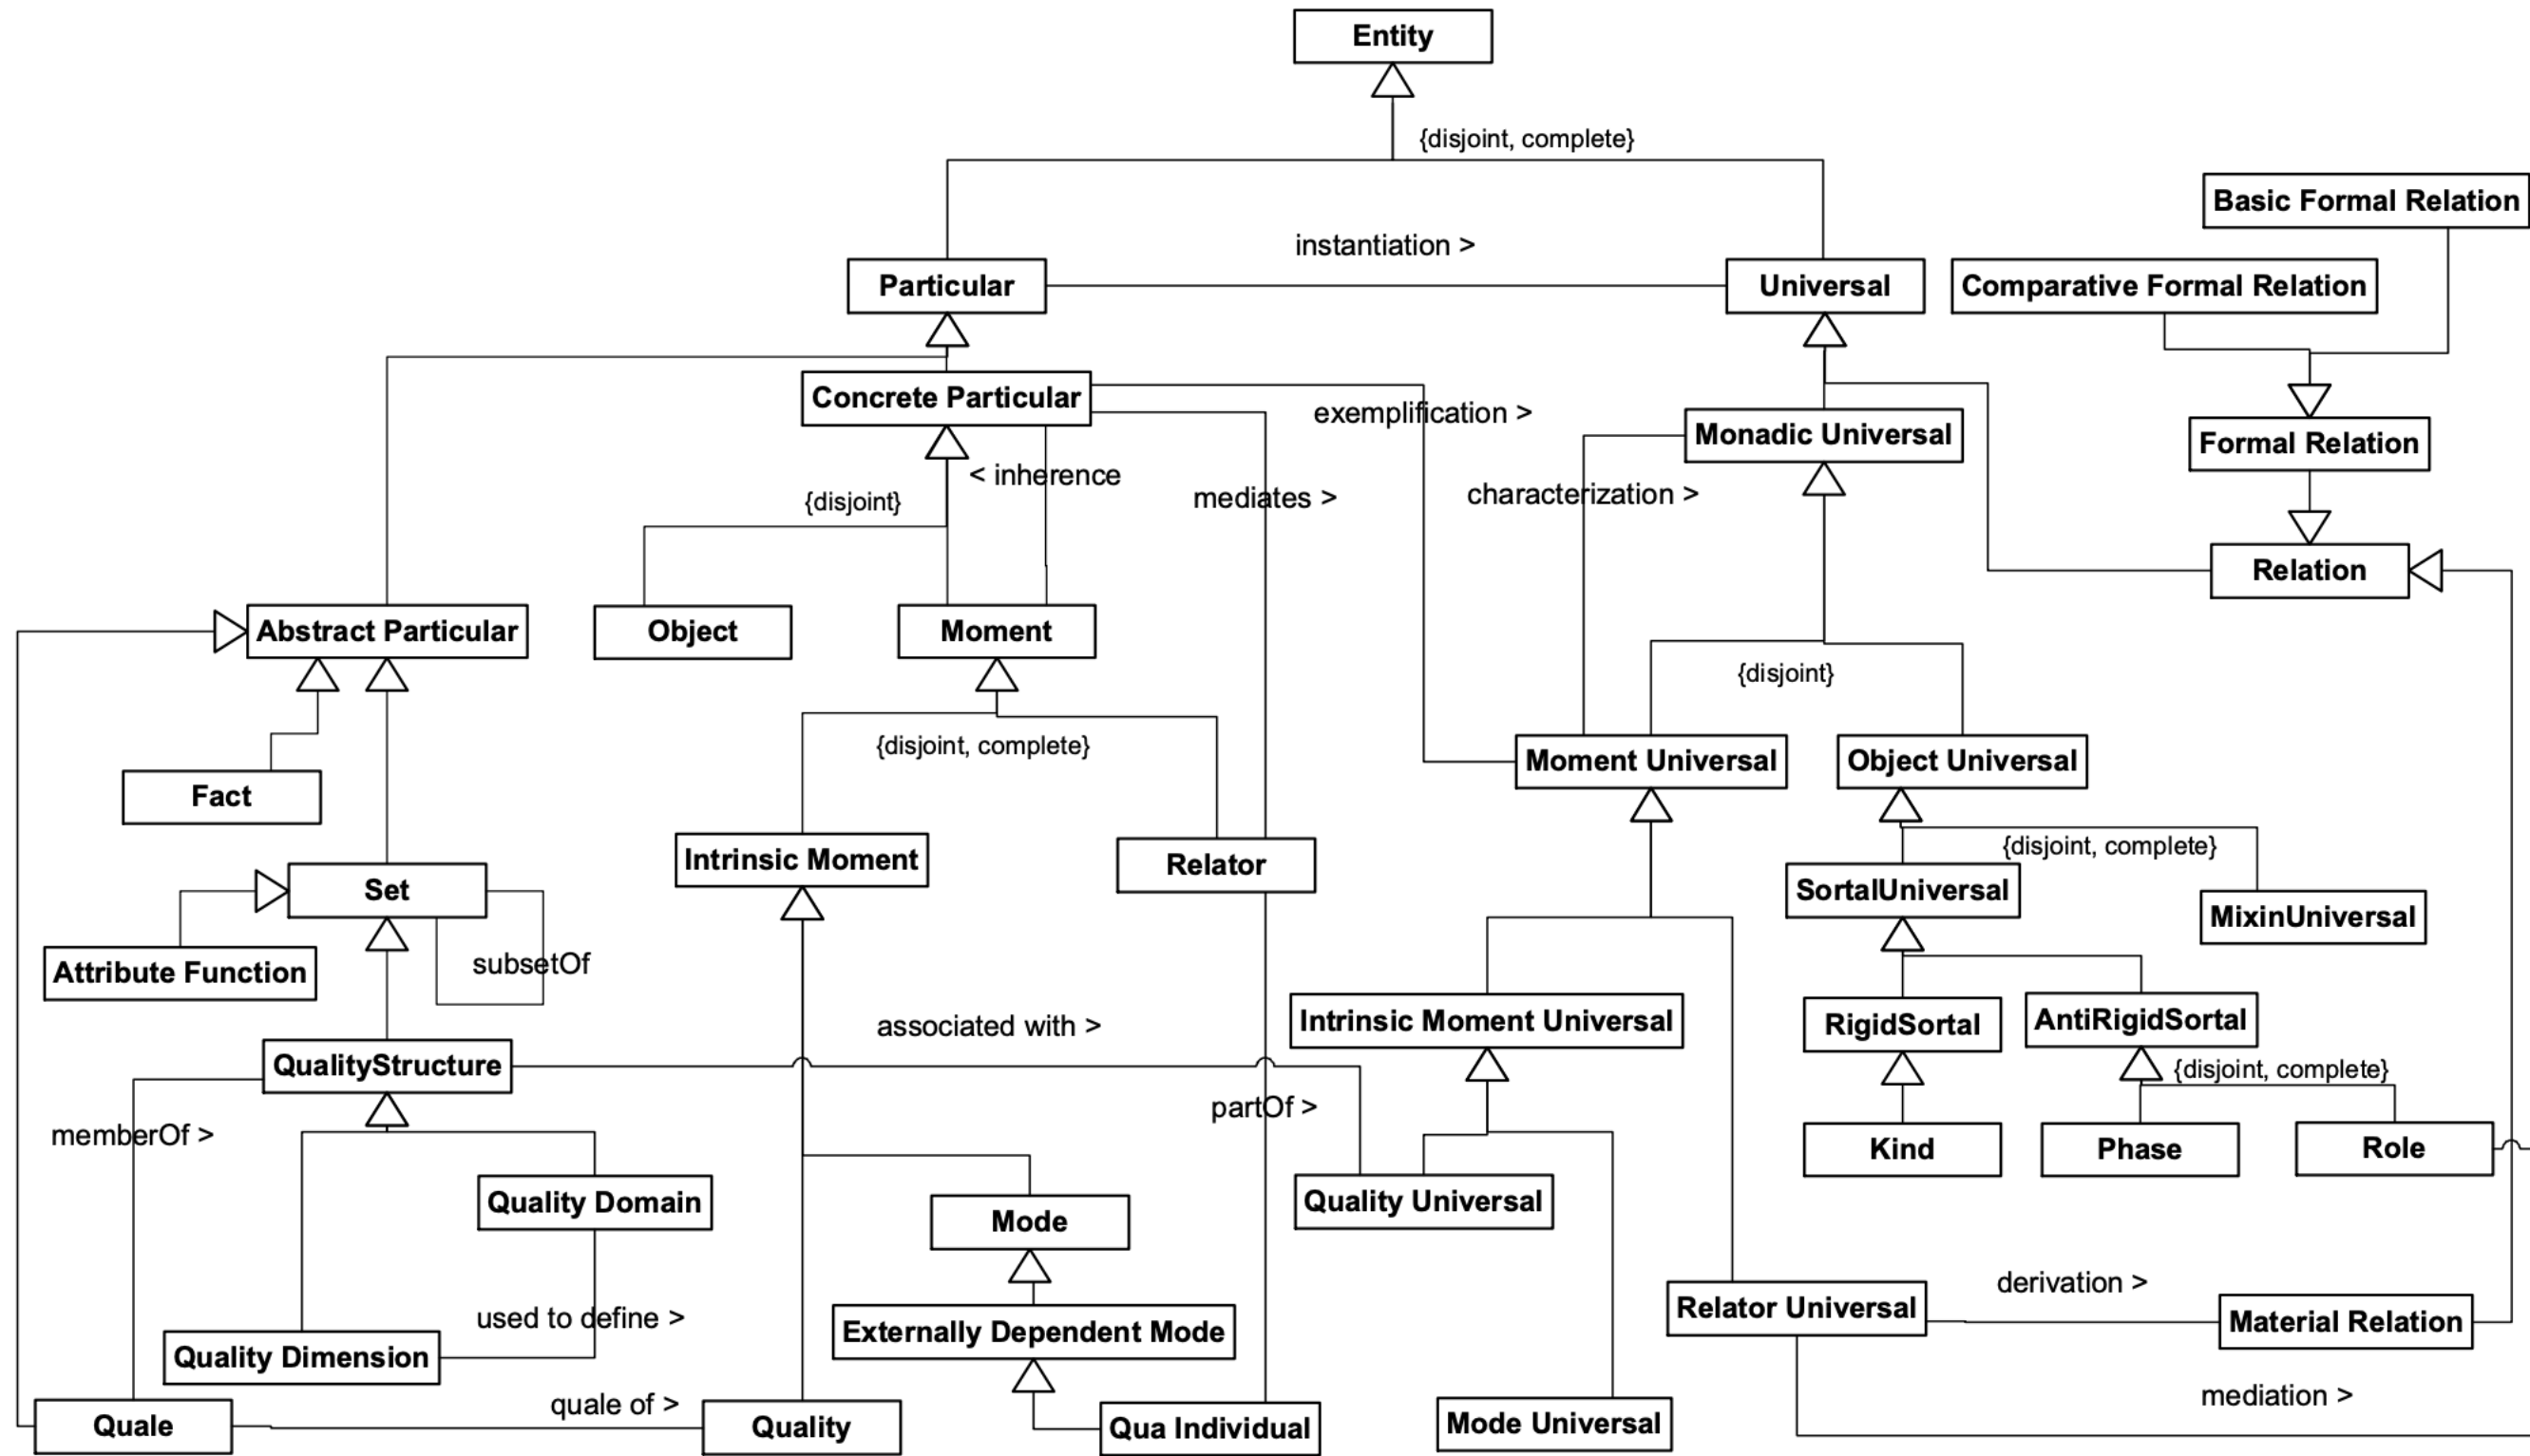 Entity
{disjoint, complete}
Basic Formal Relation
instantiation >
Particular
Universal
Comparative Formal Relation
Concrete Particular
exemplification >
Monadic Universal
Formal Relation
< inherence
{disjoint}
mediates >
characterization >
Relation
Abstract Particular
Object
Moment
{disjoint}
{disjoint, complete}
Moment Universal
Object Universal
Fact
{disjoint, complete}
Intrinsic Moment
Relator
Set
SortalUniversal
MixinUniversal
Attribute Function
subsetOf
associated with >
Intrinsic Moment Universal
RigidSortal
AntiRigidSortal
QualityStructure
{disjoint, complete}
memberOf >
partOf >
Kind
Phase
Role
Quality Domain
Mode
Quality Universal
derivation >
used to define >
Externally Dependent Mode
Relator Universal
Material Relation
Quality Dimension
quale of >
mediation >
Quale
Quality
Qua Individual
Mode Universal